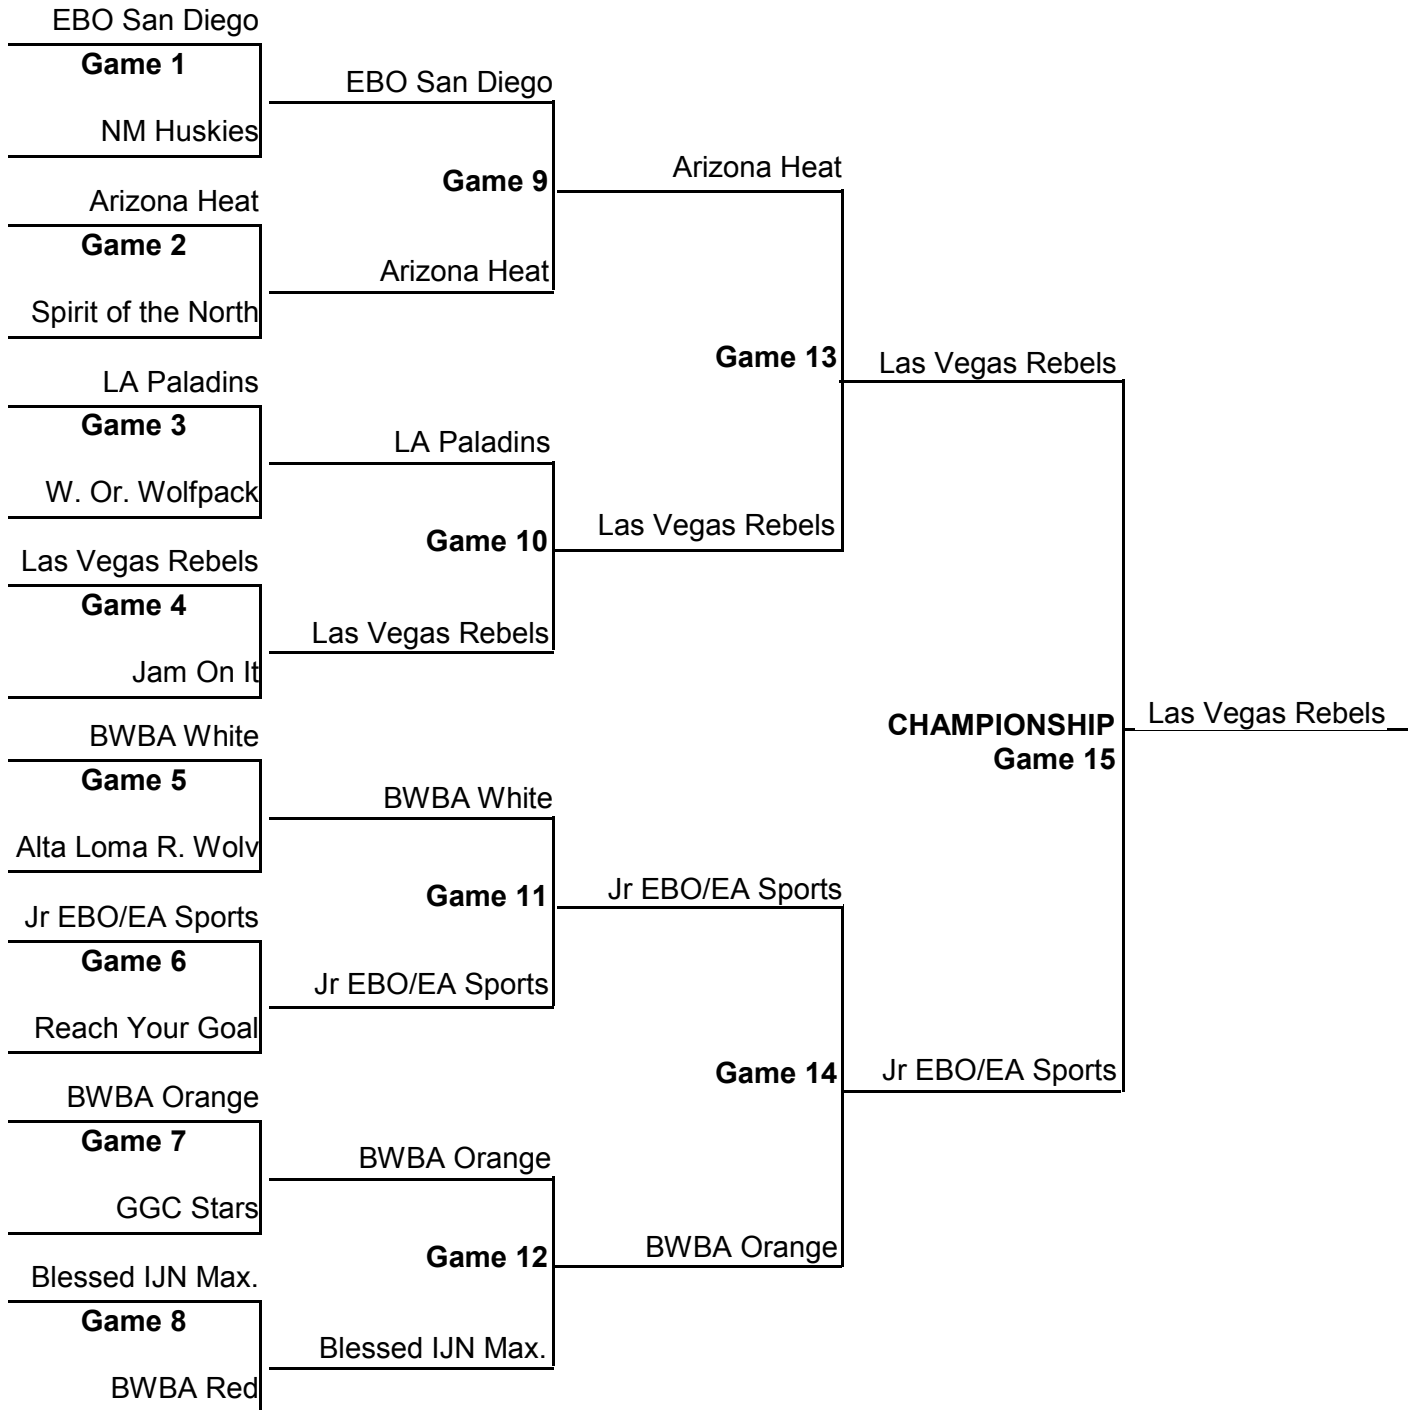 EBO San Diego
Game 1
NM Huskies
Arizona Heat
Game 2
Spirit of the North
LA Paladins
Game 3
W. Or. Wolfpack
Las Vegas Rebels
Game 4
Jam On It
BWBA White
Game 5
Alta Loma R. Wolv
Jr EBO/EA Sports
Game 6
Reach Your Goal
BWBA Orange
Game 7
GGC Stars
Blessed IJN Max.
Game 8
BWBA Red
EBO San Diego
Game 9
Arizona Heat
LA Paladins
Game 10
Las Vegas Rebels
BWBA White
Game 11
Jr EBO/EA Sports
BWBA Orange
Game 12
Blessed IJN Max.
Arizona Heat
Game 13
Las Vegas Rebels
Jr EBO/EA Sports
Game 14
BWBA Orange
Las Vegas Rebels
CHAMPIONSHIP
Game 15
Jr EBO/EA Sports
Las Vegas Rebels